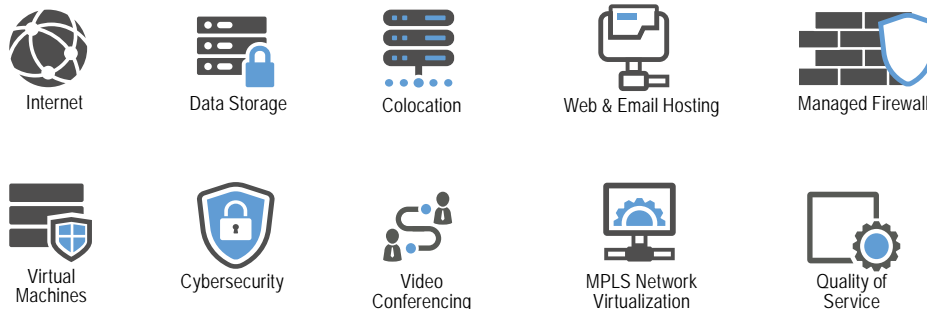 Internet
Data Storage
Colocation
Web & Email Hosting
Managed Firewall
Virtual
Machines
Cybersecurity
Video
Conferencing
MPLS Network
Virtualization
Quality of
Service